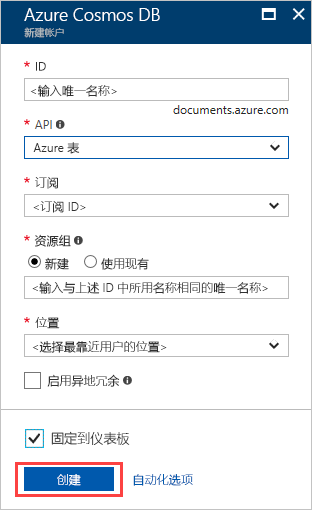 Azure Cosmos DB
新建帐户
* ID
<输入唯一名称>
documents.azure.com
* API
Azure 表
* 订阅
<订阅 ID>
* 资源组
新建 使用现有
<输入与上述 ID 中所用名称相同的唯一名称>
* 位置
<选择最靠近用户的位置>
启用异地冗余
固定到仪表板
创建 自动化选项